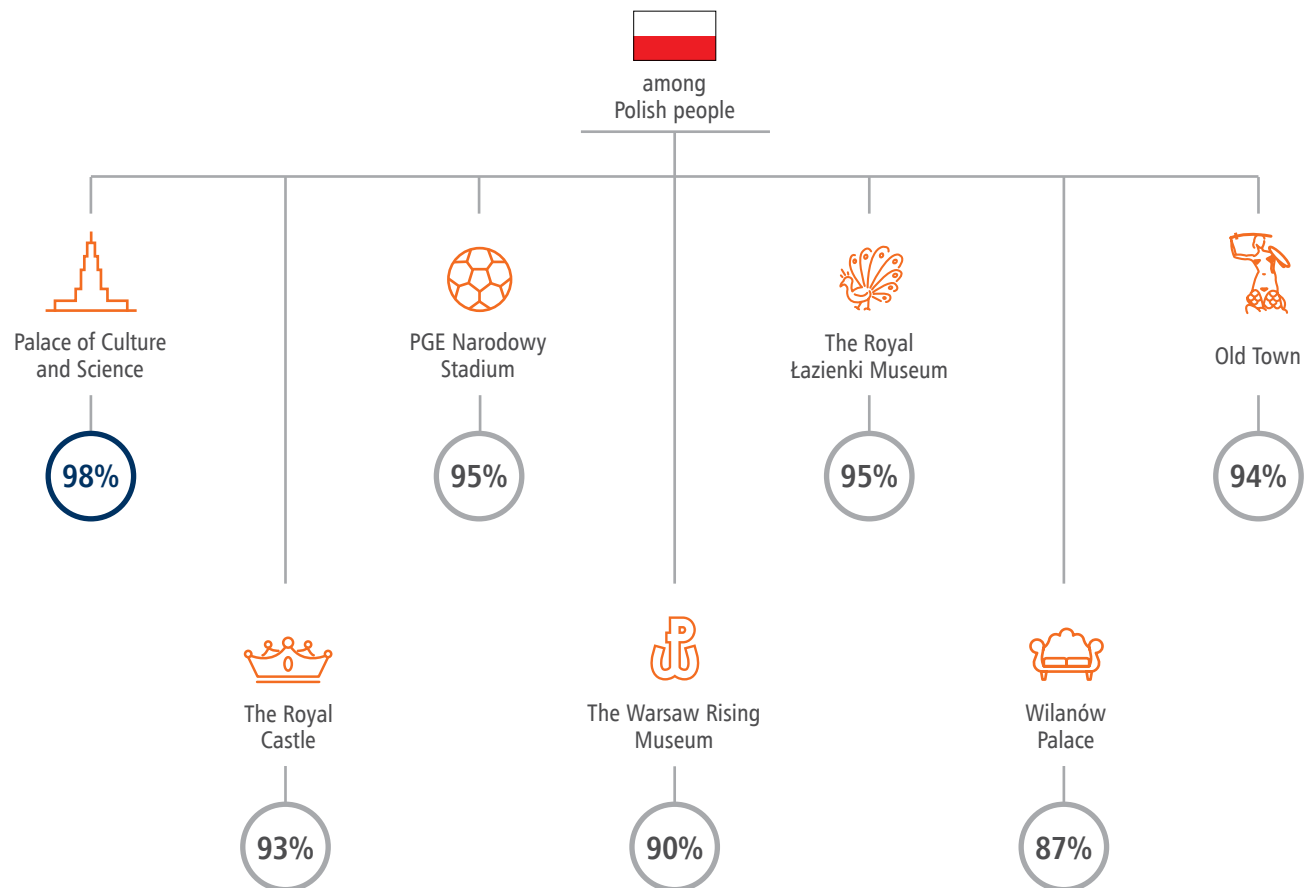 among
Polish people
Palace of Culture
and Science
98%
PGE Narodowy
Stadium
95%
The Royal
Łazienki Museum
95%
Old Town
94%
The Royal
Castle
93%
The Warsaw Rising
Museum
90%
Wilanów
Palace
87%